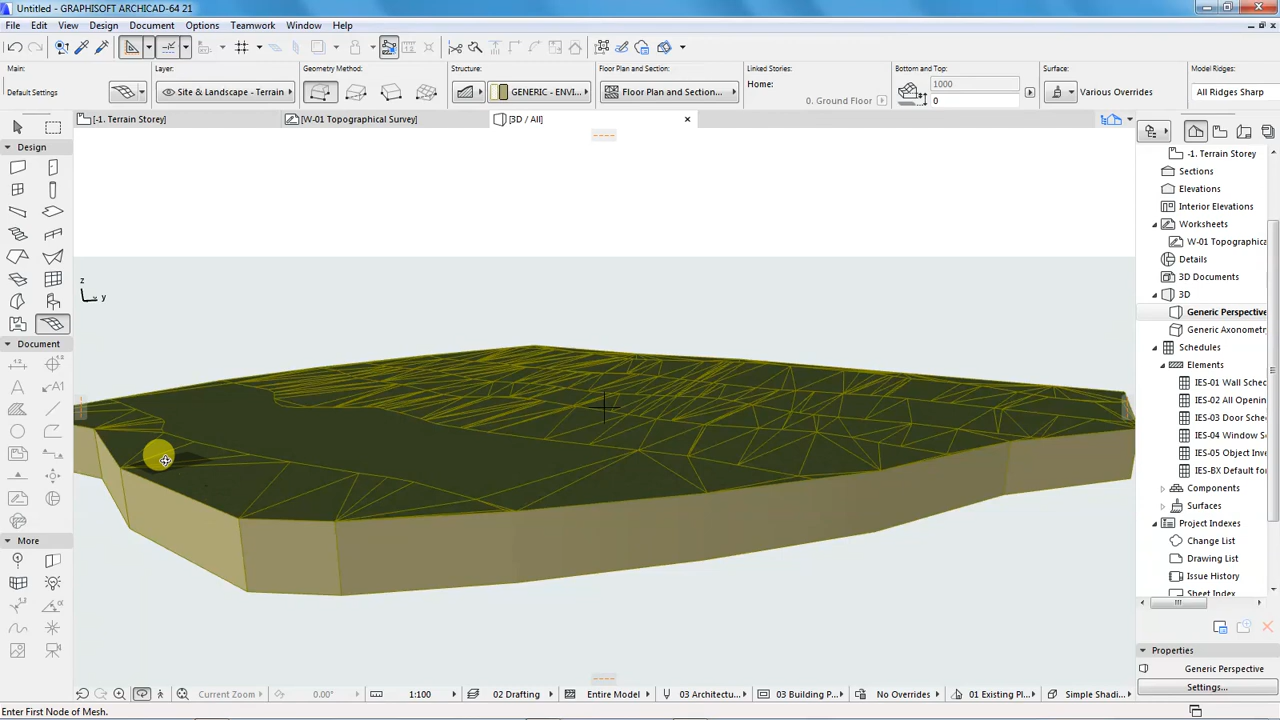 Untitled - GRAPHISOFT ARCHICAD-64 21
File Edit View Design Document Options Teamwork Window Help
Main: Layer: Geometry Method: Structure: Floor Plan and Section: Linked Stories: Bottom and Top: Surface: Model Ridges:
Default Settings
Site & Landscape - Terrain
GENERIC - ENVI...
Floor Plan and Section...
Home:
0. Ground Floor
1000
0
Various Overrides
All Ridges Sharp
[-1. Terrain Storey]
[W-01 Topographical Survey]
[3D / All]
Design
Document
More
z
y
-1. Terrain Storey
Sections
Elevations
Interior Elevations
Worksheets
W-01 Topographica
Details
3D Documents
3D
Generic Perspective
Generic Axonometr
Schedules
Elements
IES-01 Wall Sched
IES-02 All Openin
IES-03 Door Sche
IES-04 Window S
IES-05 Object Inve
IES-BX Default for
Components
Surfaces
Project Indexes
Change List
Drawing List
Issue History
Sheet Index
Properties
Generic Perspective
Settings...
Current Zoom
0.00°
1:100
02 Drafting
Entire Model
03 Architectu...
03 Building P...
No Overrides
01 Existing Pl...
Simple Shadi...
Enter First Node of Mesh.